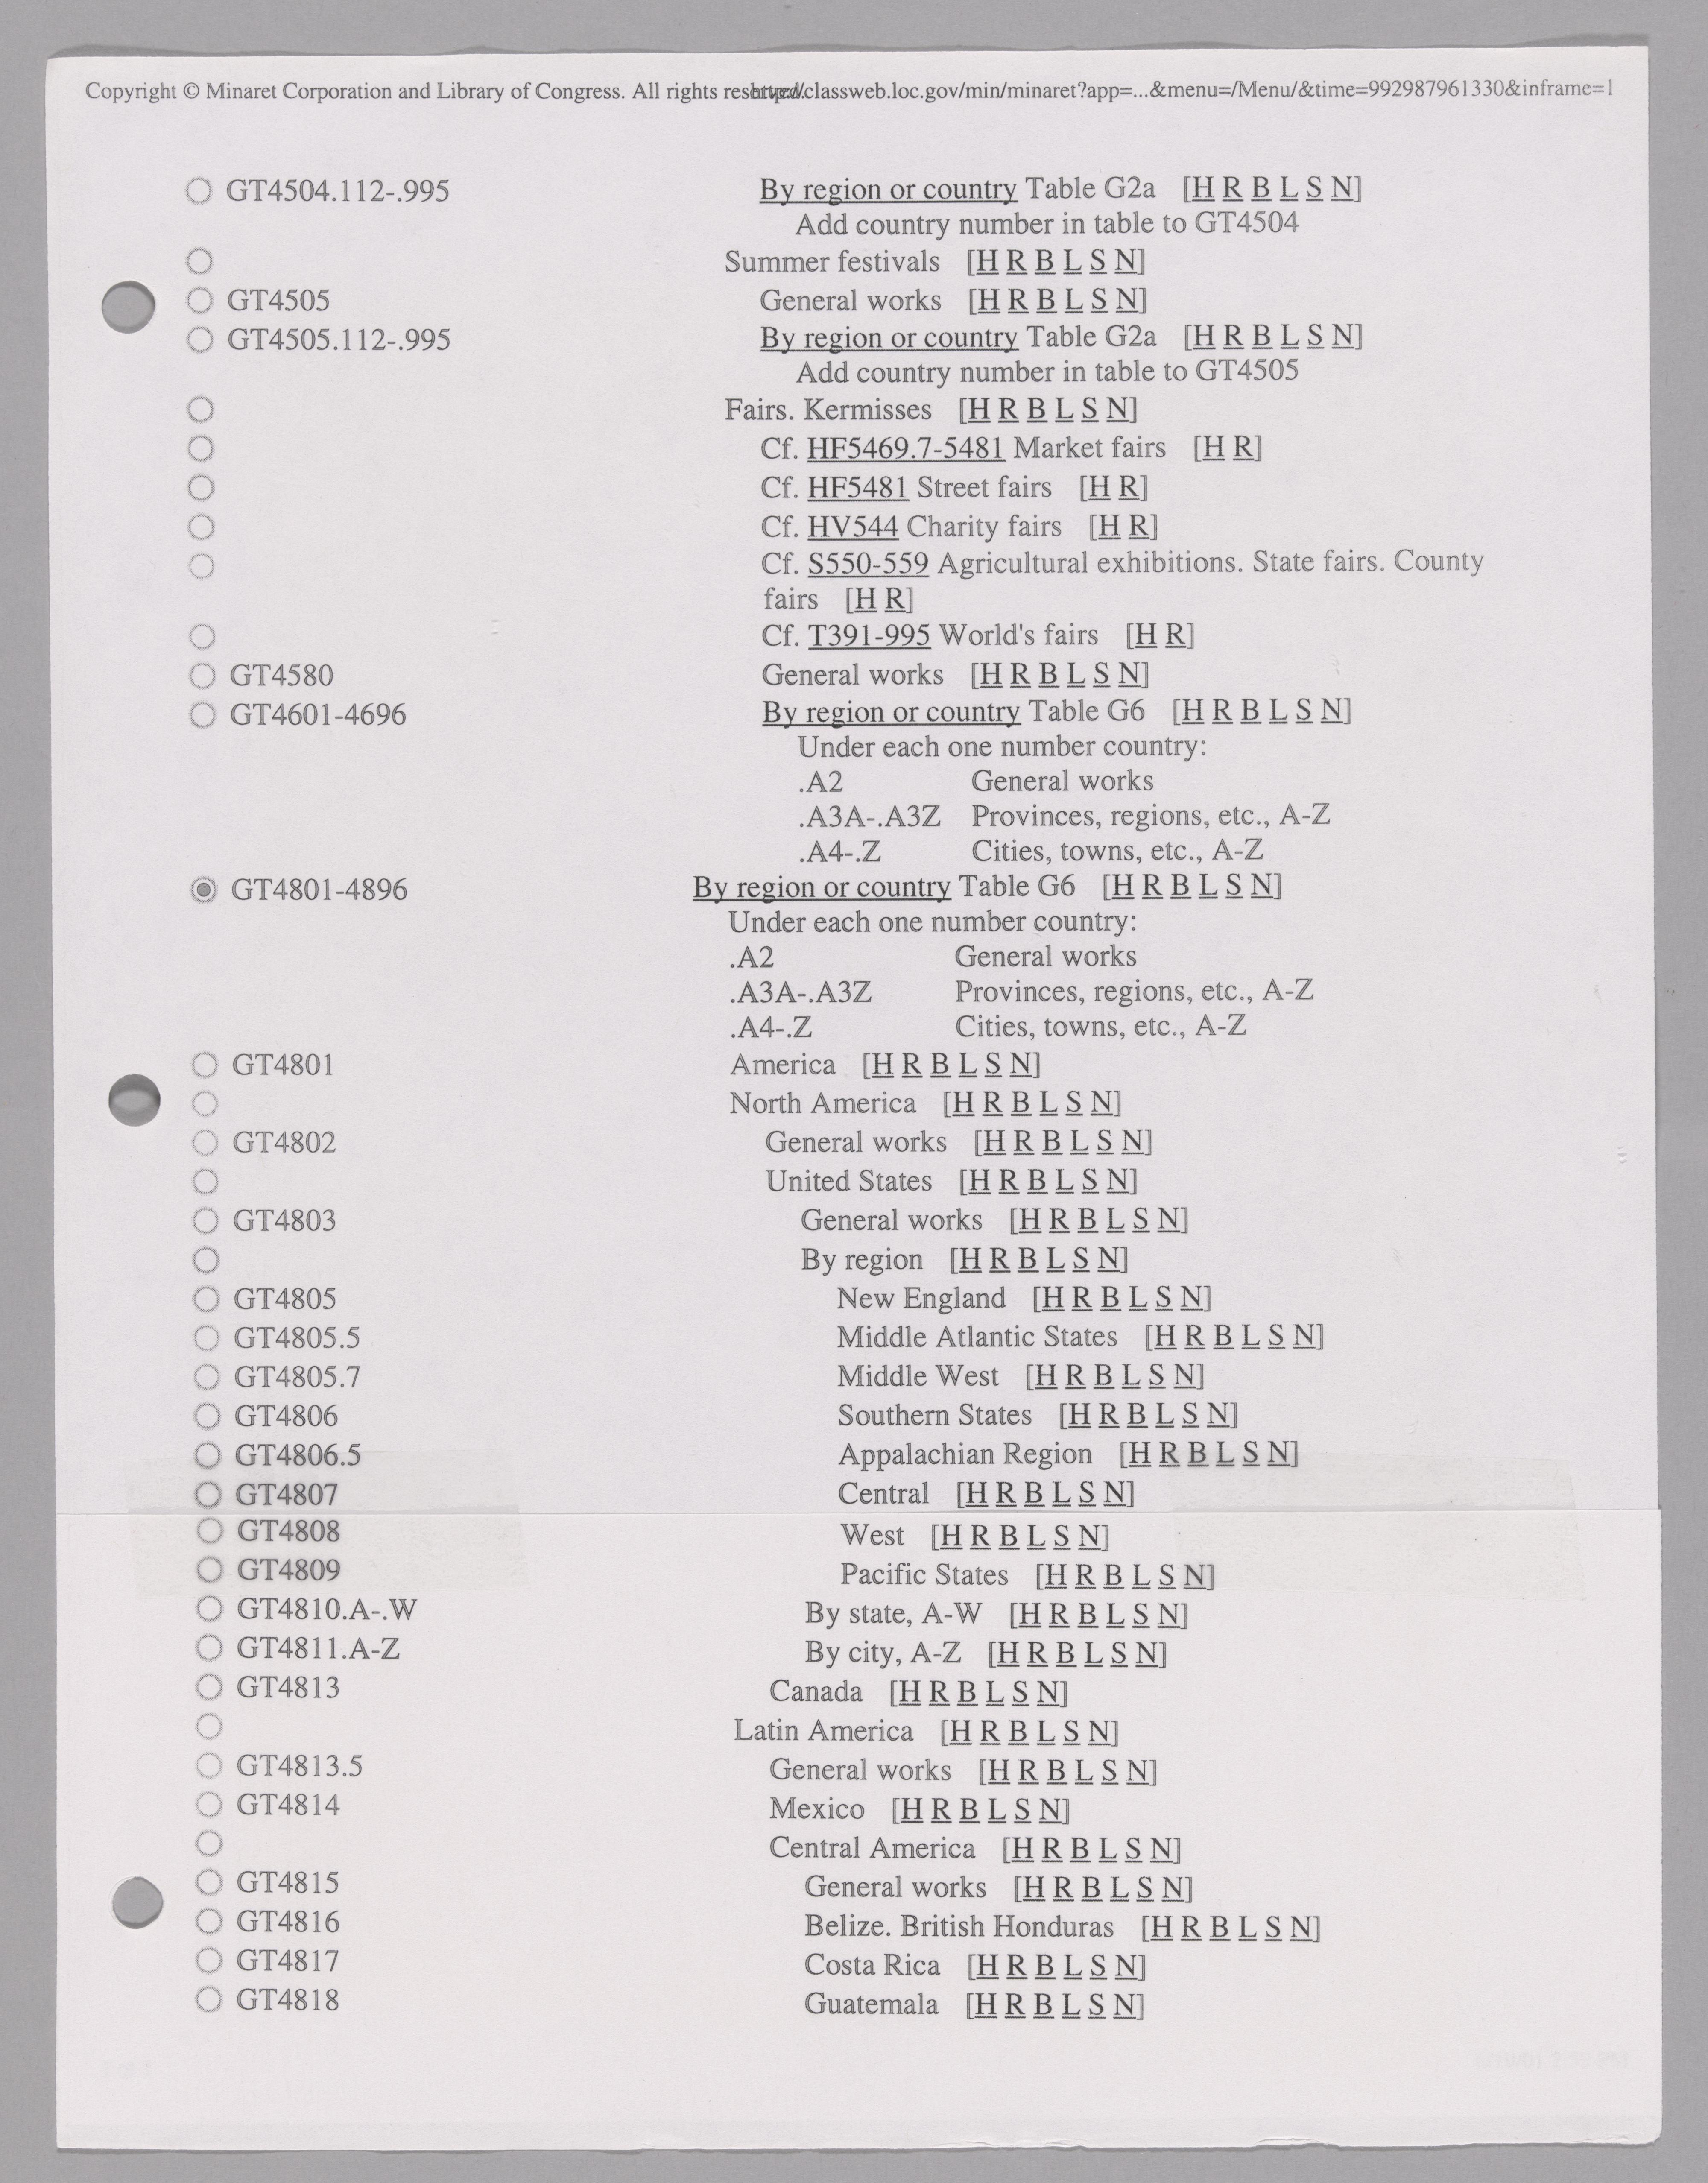 Copyright © Minaret Corporation and Library of Congress. All rights reserved. http://classweb.loc.gov/min/minaret?app=...&menu=/Menu/&time=992987961330&inframe=1
GT4504.112-.995 By region or country Table G2a [H R B L S N]
Add country number in table to GT4504
Summer festivals [H R B L S N]
GT4505 General works [H R B L S N]
GT4505.112-.995 By region or country Table G2a [H R B L S N]
Add country number in table to GT4505
Fairs. Kermisses [H R B L S N]
Cf. HF5469.7-5481 Market fairs [H R]
Cf. HF5481 Street fairs [H R]
Cf. HV544 Charity fairs [H R]
Cf. S550-559 Agricultural exhibitions. State fairs. County
fairs [H R]
Cf. T391-995 World's fairs [H R]
GT4580 General works [H R B L S N]
GT4601-4696 By region or country Table G6 [H R B L S N]
Under each one number country:
.A2 General works
.A3A-.A3Z Provinces, regions, etc., A-Z
.A4-.Z Cities, towns, etc., A-Z
GT4801-4896 By region or country Table G6 [H R B L S N]
Under each one number country:
.A2 General works
.A3A-.A3Z Provinces, regions, etc., A-Z
.A4-.Z Cities, towns, etc., A-Z
GT4801 America [H R B L S N]
North America [H R B L S N]
GT4802 General works [H R B L S N]
United States [H R B L S N]
GT4803 General works [H R B L S N]
By region [H R B L S N]
GT4805 New England [H R B L S N]
GT4805.5 Middle Atlantic States [H R B L S N]
GT4805.7 Middle West [H R B L S N]
GT4806 Southern States [H R B L S N]
GT4806.5 Appalachian Region [H R B L S N]
GT4807 Central [H R B L S N]
GT4808 West [H R B L S N]
GT4809 Pacific States [H R B L S N]
GT4810.A-.W By state, A-W [H R B L S N]
GT4811.A-Z By city, A-Z [H R B L S N]
GT4813 Canada [H R B L S N]
Latin America [H R B L S N]
GT4813.5 General works [H R B L S N]
GT4814 Mexico [H R B L S N]
Central America [H R B L S N]
GT4815 General works [H R B L S N]
GT4816 Belize. British Honduras [H R B L S N]
GT4817 Costa Rica [H R B L S N]
GT4818 Guatemala [H R B L S N]